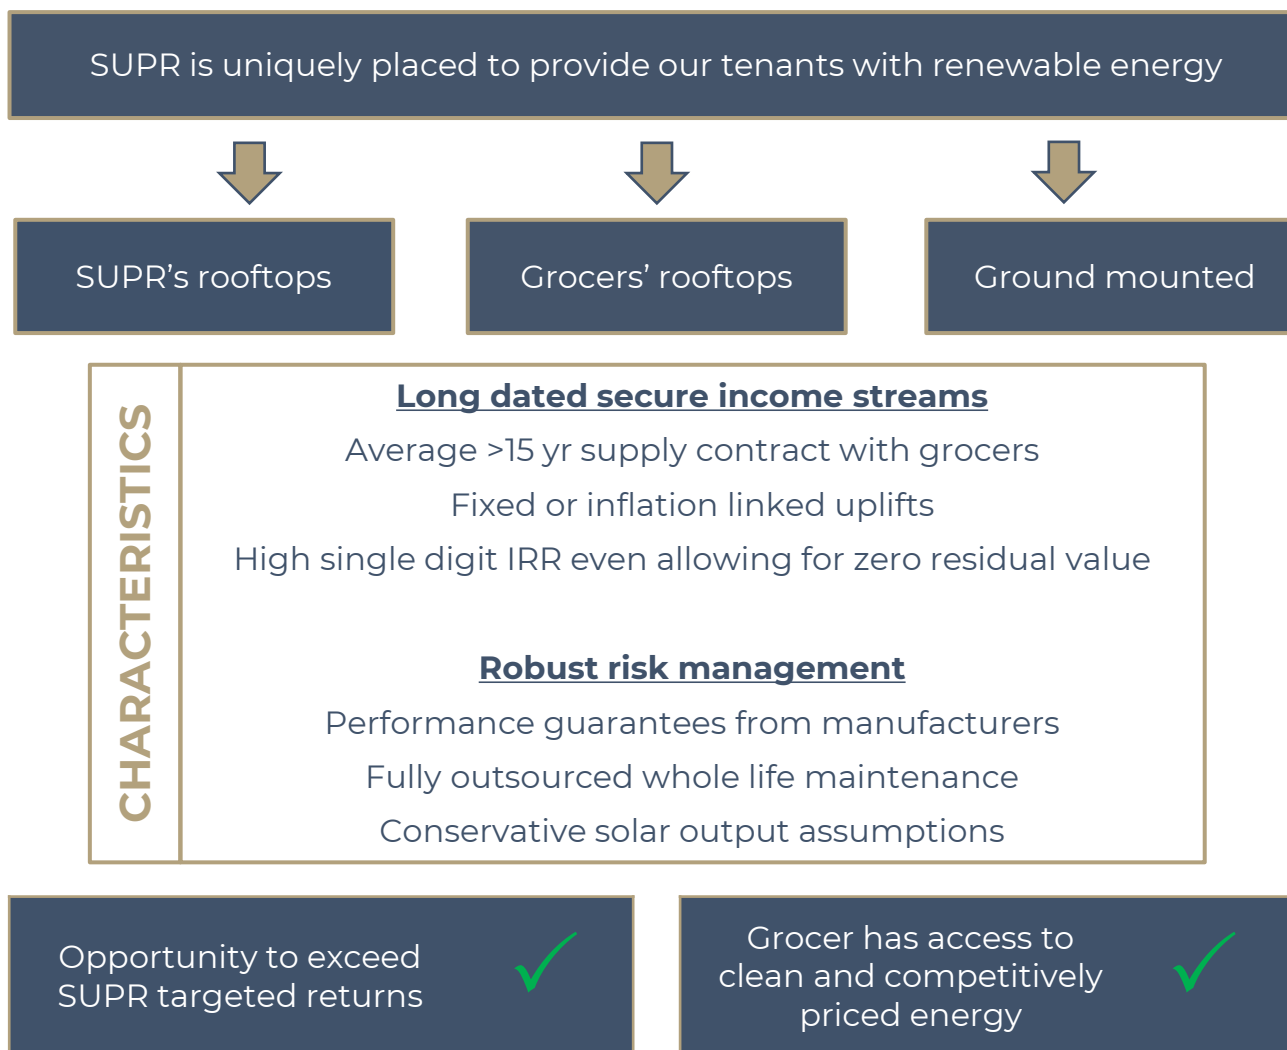 SUPR is uniquely placed to provide our tenants with renewable energy
SUPR’s rooftops
Grocers’ rooftops
Ground mounted
CHARACTERISTICS
Long dated secure income streams
Average >15 yr supply contract with grocers
Fixed or inflation linked uplifts
High single digit IRR even allowing for zero residual value
Robust risk management
Performance guarantees from manufacturers
Fully outsourced whole life maintenance
Conservative solar output assumptions
Opportunity to exceed
SUPR targeted returns
Grocer has access to
clean and competitively
priced energy